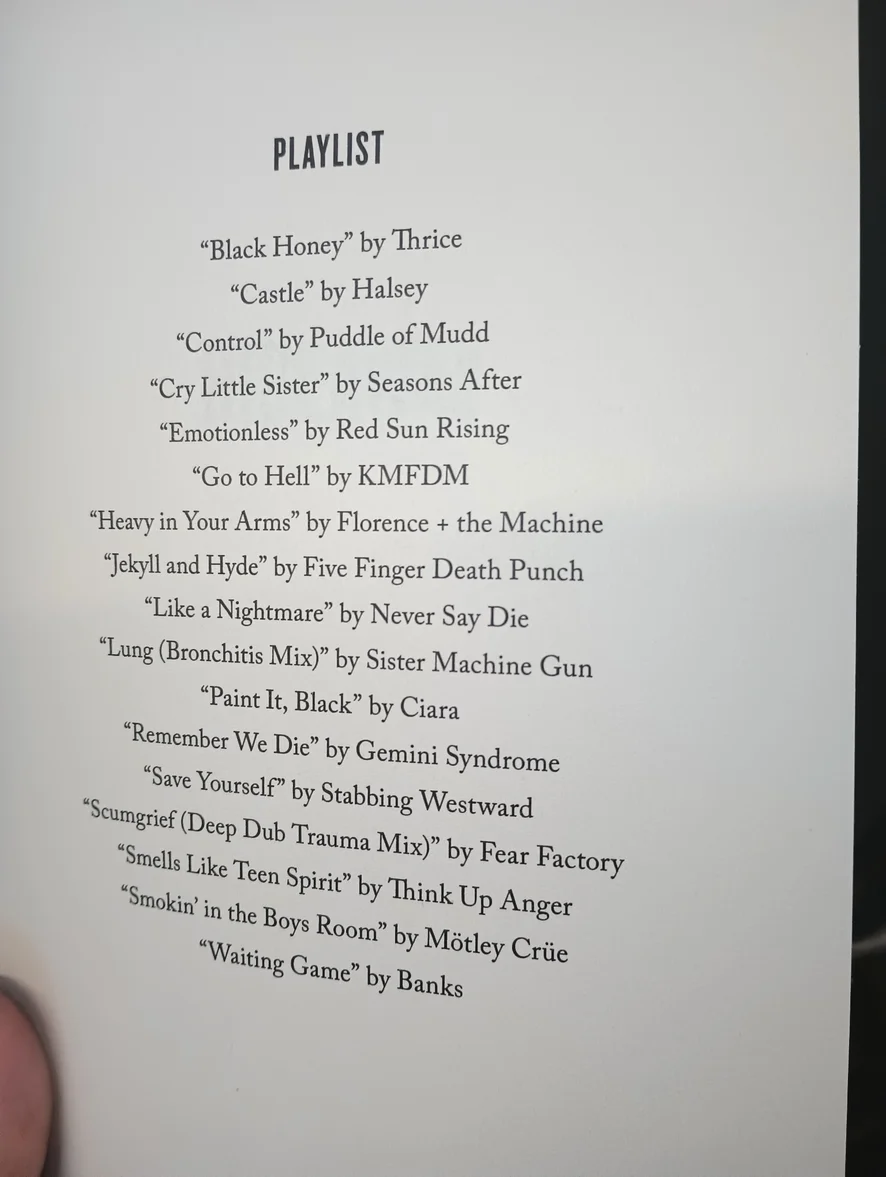 PLAYLIST
“Black Honey” by Thrice
“Castle” by Halsey
“Control” by Puddle of Mudd
“Cry Little Sister” by Seasons After
“Emotionless” by Red Sun Rising
“Go to Hell” by KMFDM
“Heavy in Your Arms” by Florence + the Machine
“Jekyll and Hyde” by Five Finger Death Punch
“Like a Nightmare” by Never Say Die
“Lung (Bronchitis Mix)” by Sister Machine Gun
“Paint It, Black” by Ciara
“Remember We Die” by Gemini Syndrome
“Save Yourself” by Stabbing Westward
“Scumgrief (Deep Dub Trauma Mix)” by Fear Factory
“Smells Like Teen Spirit” by Think Up Anger
“Smokin’ in the Boys Room” by Mötley Crüe
“Waiting Game” by Banks